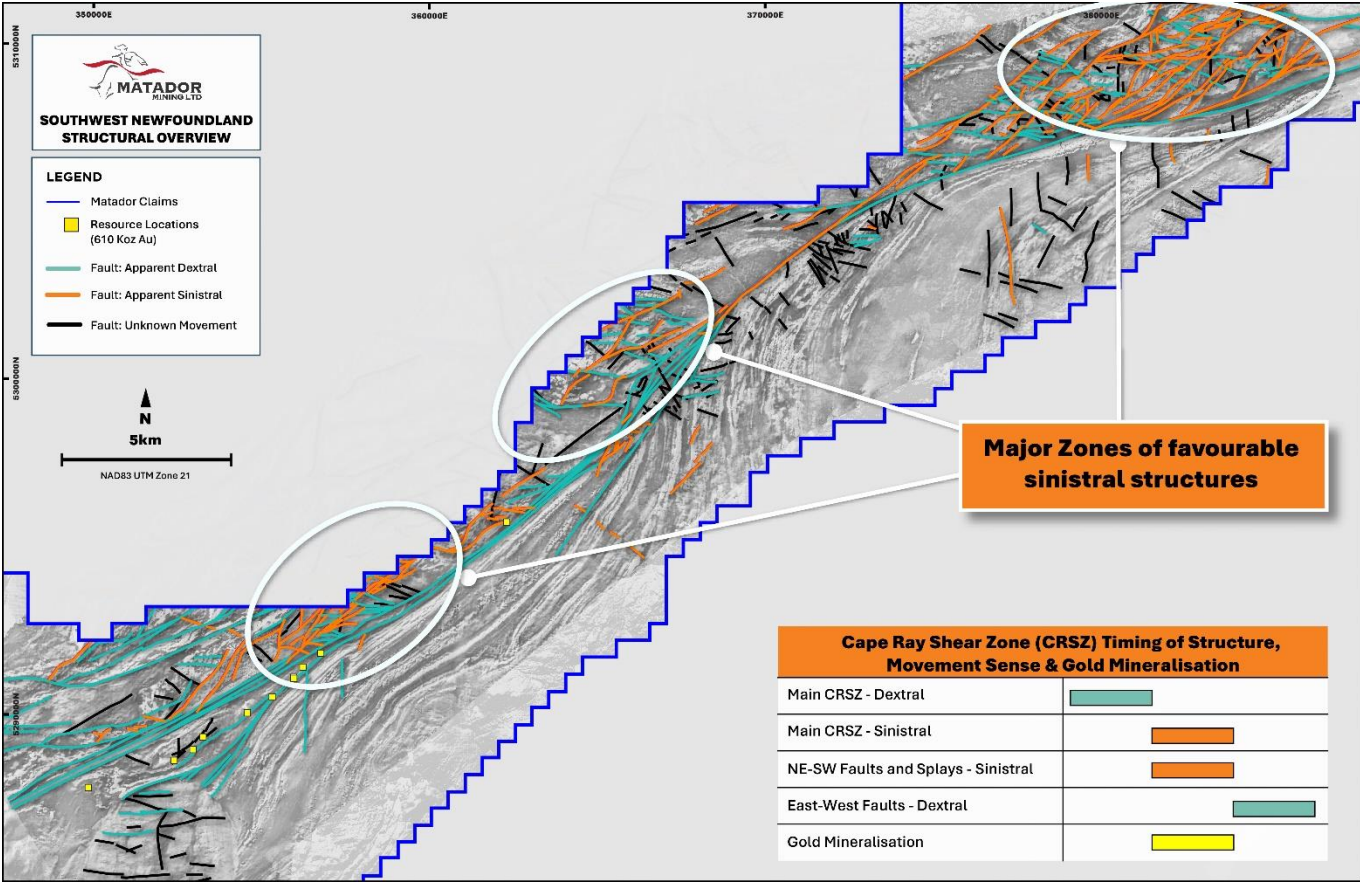 350000E
360000E
370000E
380000E
5310000N
5300000N
5290000N
MATADOR
MINING LTD
SOUTHWEST NEWFOUNDLAND
STRUCTURAL OVERVIEW
LEGEND
Matador Claims
Resource Locations
(610 Koz Au)
Fault: Apparent Dextral
Fault: Apparent Sinistral
Fault: Unknown Movement
N
5km
NAD83 UTM Zone 21
Major Zones of favourable
sinistral structures
Cape Ray Shear Zone (CRSZ) Timing of Structure,
Movement Sense & Gold Mineralisation
Main CRSZ - Dextral
Main CRSZ - Sinistral
NE-SW Faults and Splays - Sinistral
East-West Faults - Dextral
Gold Mineralisation